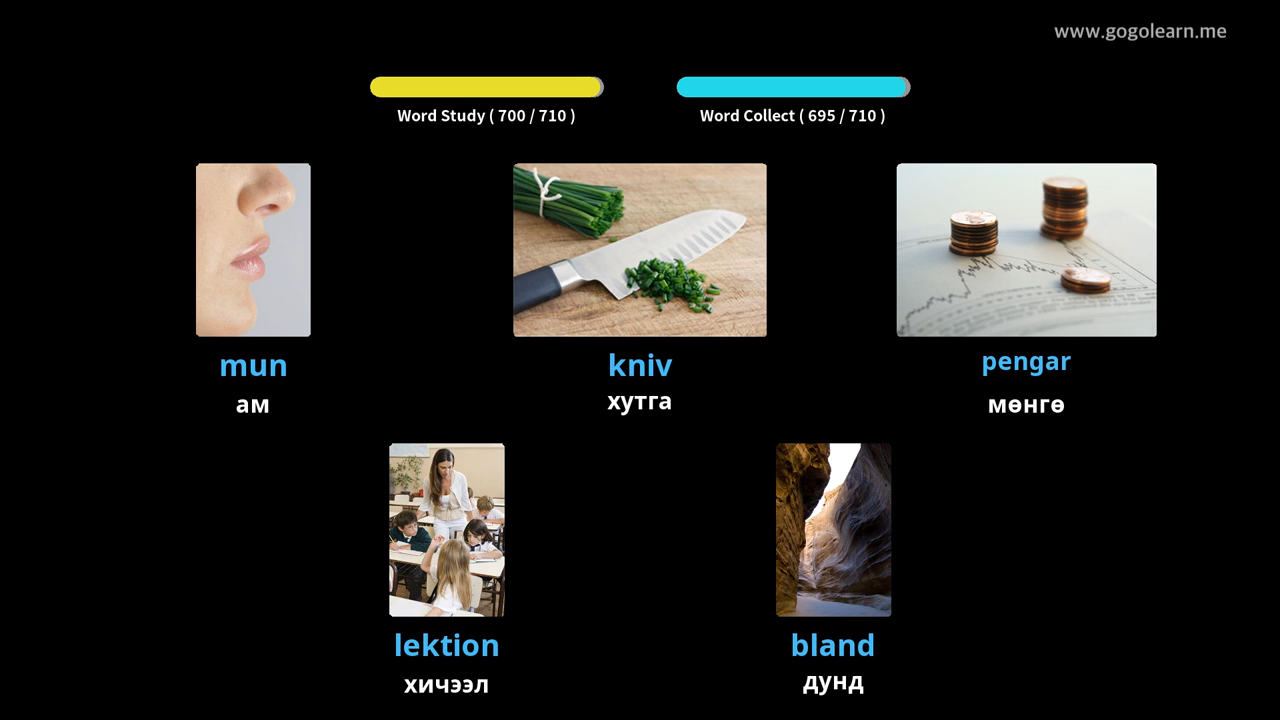 www.gogolearn.me
Word Study ( 700 / 710 )
Word Collect ( 695 / 710 )
mun
ам
kniv
хутга
pengar
мөнгө
lektion
хичээл
bland
дунд